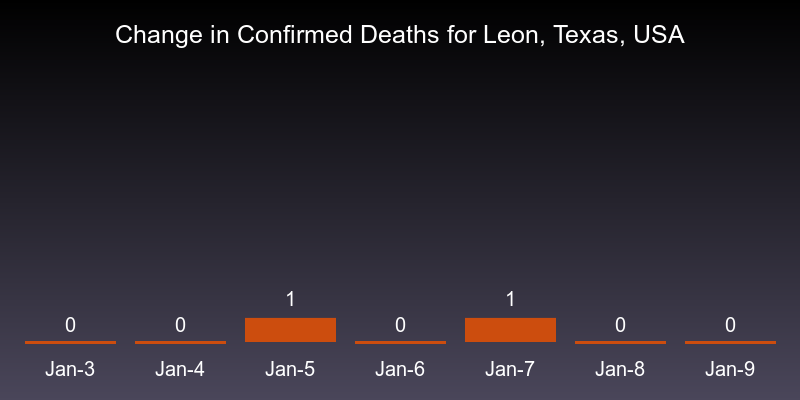 Change in Confirmed Deaths for Leon, Texas, USA
0 0 1 0 1 0 0
Jan-3 Jan-4 Jan-5 Jan-6 Jan-7 Jan-8 Jan-9